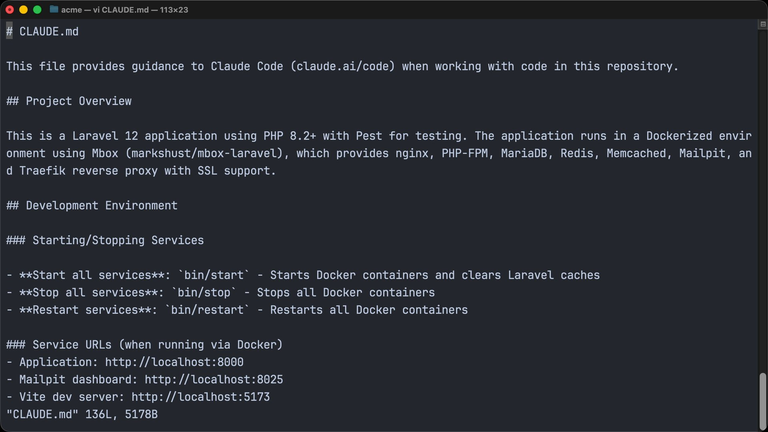 acme — vi CLAUDE.md — 113×23
# CLAUDE.md
This file provides guidance to Claude Code (claude.ai/code) when working with code in this repository.
## Project Overview
This is a Laravel 12 application using PHP 8.2+ with Pest for testing. The application runs in a Dockerized envir
onment using Mbox (markshust/mbox-laravel), which provides nginx, PHP-FPM, MariaDB, Redis, Memcached, Mailpit, an
d Traefik reverse proxy with SSL support.
## Development Environment
### Starting/Stopping Services
- **Start all services**: `bin/start` - Starts Docker containers and clears Laravel caches
- **Stop all services**: `bin/stop` - Stops all Docker containers
- **Restart services**: `bin/restart` - Restarts all Docker containers
### Service URLs (when running via Docker)
- Application: http://localhost:8000
- Mailpit dashboard: http://localhost:8025
- Vite dev server: http://localhost:5173
"CLAUDE.md" 136L, 5178B